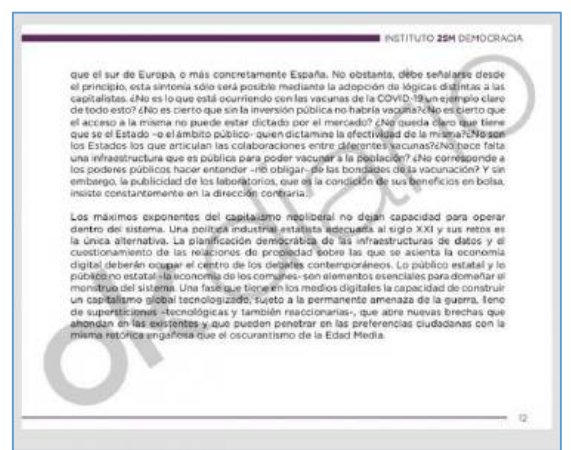 INSTITUTO 25M DEMOCRACIA
que el sur de Europa, o más concretamente España. No obstante, debe señalarse desde
el principio, esta sintonía sólo será posible mediante la adopción de lógicas distintas a las
capitalistas. ¿No es lo que está ocurriendo con las vacunas de la COVID-19 un ejemplo claro
de todo esto? ¿No es cierto que sin la inversión pública no habría vacuna? ¿No es cierto que
el acceso a la misma no puede estar dictado por el mercado? ¿No queda claro que tiene
que se el Estado -o el ámbito público- quien dictamine la efectividad de la misma?¿No son
los Estados los que articulan las colaboraciones entre diferentes vacunas?¿No hace falta
una infraestructura que es pública para poder vacunar a la población? ¿No corresponde a
los poderes públicos hacer entender -no obligar- de las bondades de la vacunación? Y sin
embargo, la publicidad de los laboratorios, que es la condición de sus beneficios en bolsa,
insiste constantemente en la dirección contraria.
Los máximos exponentes del capitalismo neoliberal no dejan capacidad para operar
dentro del sistema. Una política industrial estatista adecuada al siglo XXI y sus retos es
la única alternativa. La planificación democrática de las infraestructuras de datos y el
cuestionamiento de las relaciones de propiedad sobre las que se asienta la economía
digital deberán ocupar el centro de los debates contemporáneos. Lo público estatal y lo
público no estatal -la economía de los comunes- son elementos esenciales para domeñar el
monstruo del sistema. Una fase que tiene en los medios digitales la capacidad de construir
un capitalismo global tecnologizado, sujeto a la permanente amenaza de la guerra, lleno
de supersticiones -tecnológicas y también reaccionarias-, que abre nuevas brechas que
ahondan en las existentes y que pueden penetrar en las preferencias ciudadanas con la
misma retórica engañosa que el oscurantismo de la Edad Media.
okdiario
12